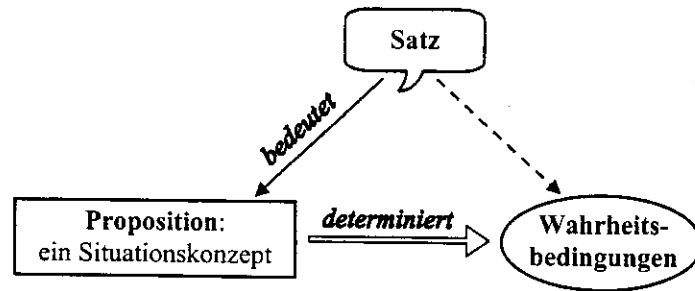 Satz
bedeutet
Proposition:
ein Situationskonzept
determiniert
Wahrheits-
bedingungen